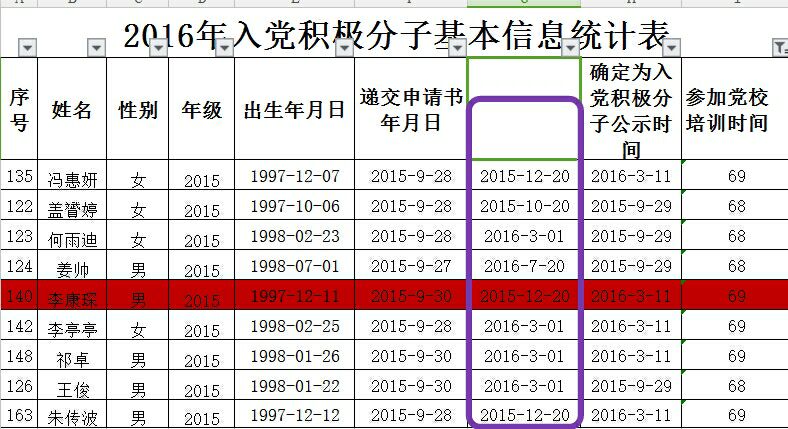 2016年入党积极分子基本信息统计表
序号 姓名 性别 年级 出生年月日 递交申请书年月日 确定为入党积极分子公示时间 参加党校培训时间
135 冯惠妍 女 2015 1997-12-07 2015-9-28 2015-12-20 2016-3-11 69
122 盖贇婷 女 2015 1997-10-06 2015-9-28 2015-10-20 2015-9-29 68
123 何雨迪 女 2015 1998-02-23 2015-9-28 2016-3-01 2015-9-29 68
124 姜帅 男 2015 1998-07-01 2015-9-27 2016-7-20 2015-9-29 68
140 李康琛 男 2015 1997-12-11 2015-9-30 2015-12-20 2016-3-11 69
142 李亭亭 女 2015 1998-02-25 2015-9-28 2016-3-01 2016-3-11 69
148 祁卓 男 2015 1998-01-26 2015-9-30 2016-3-01 2016-3-11 69
126 王俊 男 2015 1998-01-22 2015-9-30 2016-3-01 2015-9-29 68
163 朱传波 男 2015 1997-12-12 2015-9-28 2015-12-20 2016-3-11 69